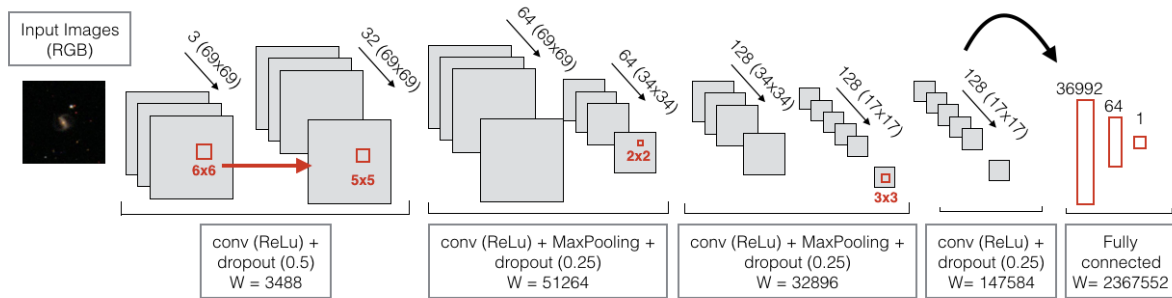 Input Images
(RGB)
3 (69x69)
32 (69x69)
64 (69x69)
64 (34x34)
128 (34x34)
128 (17x17)
128 (17x17)
36992
64
1
6x6
5x5
2x2
3x3
conv (ReLu) +
dropout (0.5)
W = 3488
conv (ReLu) + MaxPooling +
dropout (0.25)
W = 51264
conv (ReLu) + MaxPooling +
dropout (0.25)
W = 32896
conv (ReLu) +
dropout (0.25)
W = 147584
Fully
connected
W= 2367552